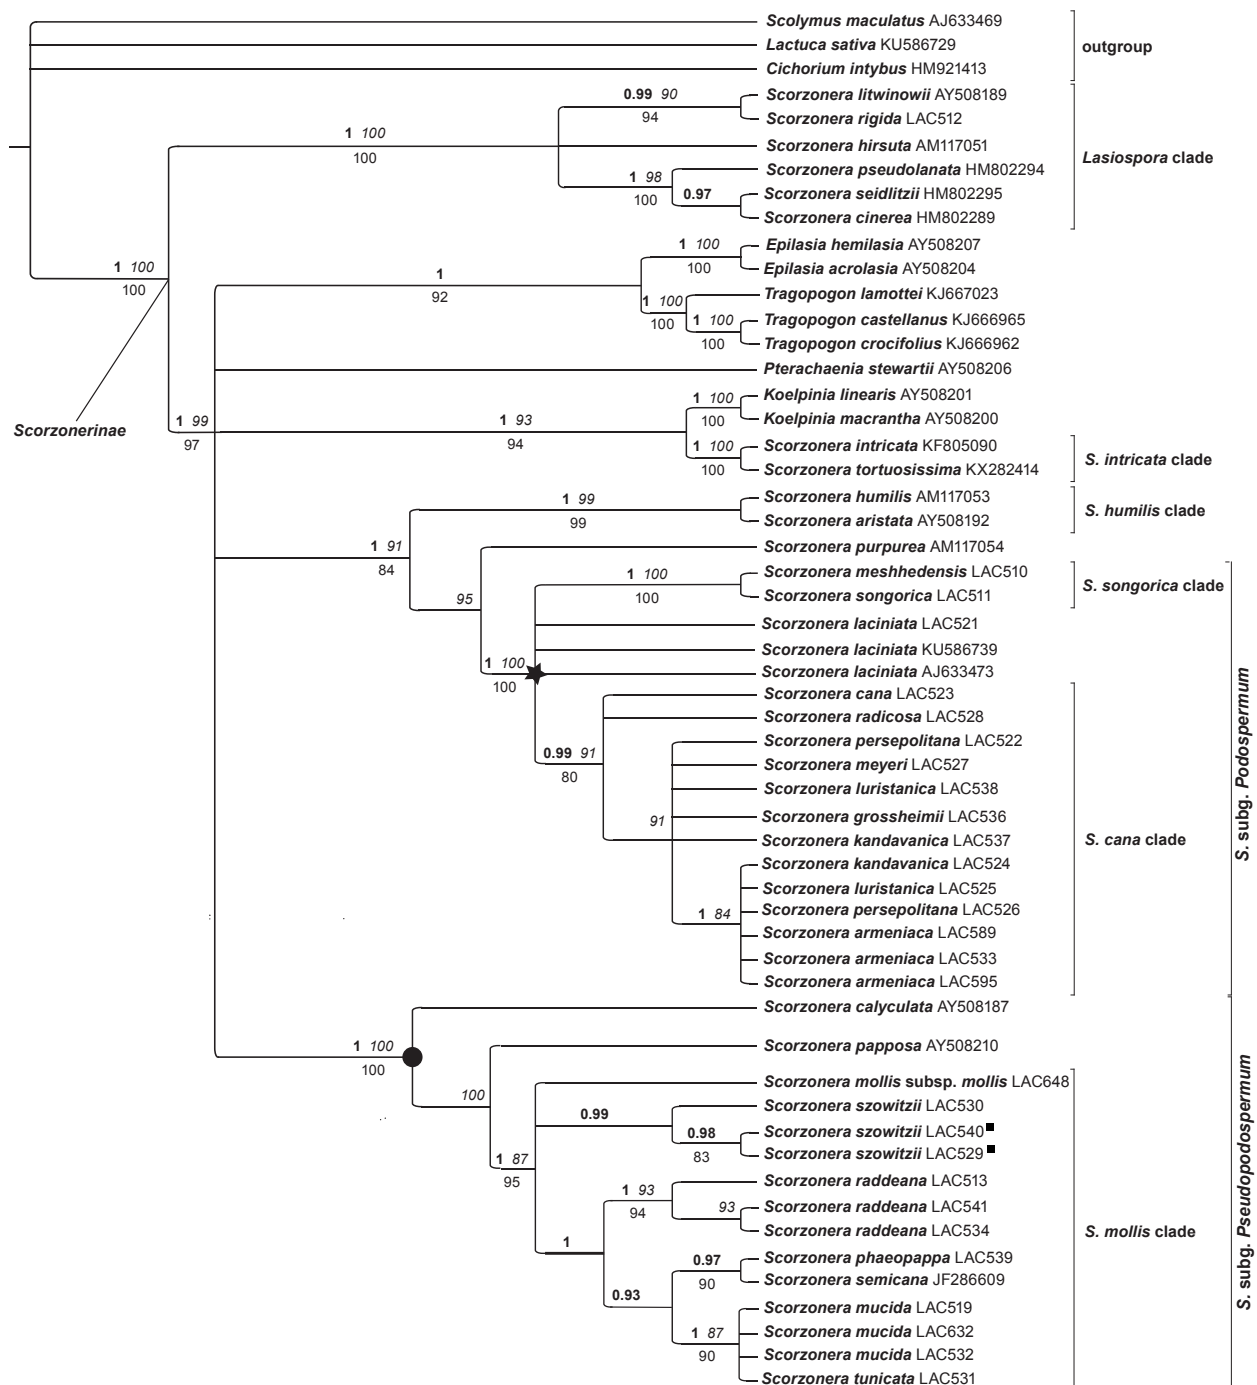 Scolymus maculatus AJ633469
Lactuca sativa KU586729
outgroup
Cichorium intybus HM921413
0.99 90
Scorzonera litwinowii AY508189
94
Scorzonera rigida LAC512
1 100
100
Scorzonera hirsuta AM117051
Lasiospora clade
1 98
Scorzonera pseudolanata HM802294
100
0.97
Scorzonera seidlitzii HM802295
Scorzonera cinerea HM802289
1 100
Epilasia hemilasia AY508207
100
Epilasia acrolasia AY508204
1 100
100
1
92
1 100
Tragopogon lamottei KJ667023
100
1 100
Tragopogon castellanus KJ666965
100
Tragopogon crocifolius KJ666962
Pterachaenia stewartii AY508206
1 100
Koelpinia linearis AY508201
100
Koelpinia macrantha AY508200
Scorzonerinae
1 99
97
1 93
94
1 100
Scorzonera intricata KF805090
100
Scorzonera tortuosissima KX282414
S. intricata clade
1 99
Scorzonera humilis AM117053
99
Scorzonera aristata AY508192
S. humilis clade
1 91
84
Scorzonera purpurea AM117054
1 100
Scorzonera meshhedensis LAC510
100
Scorzonera songorica LAC511
S. songorica clade
95
Scorzonera laciniata LAC521
Scorzonera laciniata KU586739
1 100
100
Scorzonera laciniata AJ633473
Scorzonera cana LAC523
Scorzonera radicosa LAC528
0.99 91
80
Scorzonera persepolitana LAC522
Scorzonera meyeri LAC527
Scorzonera luristanica LAC538
91
Scorzonera grossheimii LAC536
Scorzonera kandavanica LAC537
S. cana clade
S. subg. Podospermum
Scorzonera kandavanica LAC524
Scorzonera luristanica LAC525
1 84
Scorzonera persepolitana LAC526
Scorzonera armeniaca LAC589
Scorzonera armeniaca LAC533
Scorzonera armeniaca LAC595
Scorzonera calyculata AY508187
1 100
100
Scorzonera papposa AY508210
100
Scorzonera mollis subsp. mollis LAC648
0.99
Scorzonera szowitzii LAC530
0.98
Scorzonera szowitzii LAC540
83
Scorzonera szowitzii LAC529
1 87
95
1 93
Scorzonera raddeana LAC513
94
93
Scorzonera raddeana LAC541
Scorzonera raddeana LAC534
S. mollis clade
S. subg. Pseudopodospermum
1
0.97
Scorzonera phaeopappa LAC539
90
Scorzonera semicana JF286609
0.93
Scorzonera mucida LAC519
1 87
Scorzonera mucida LAC632
90
Scorzonera mucida LAC532
Scorzonera tunicata LAC531